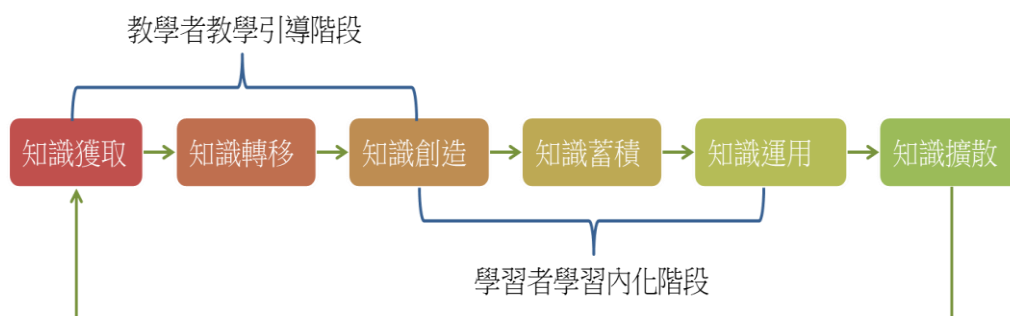 教學者教學引導階段
知識獲取
知識轉移
知識創造
知識蓄積
知識運用
知識擴散
學習者學習內化階段